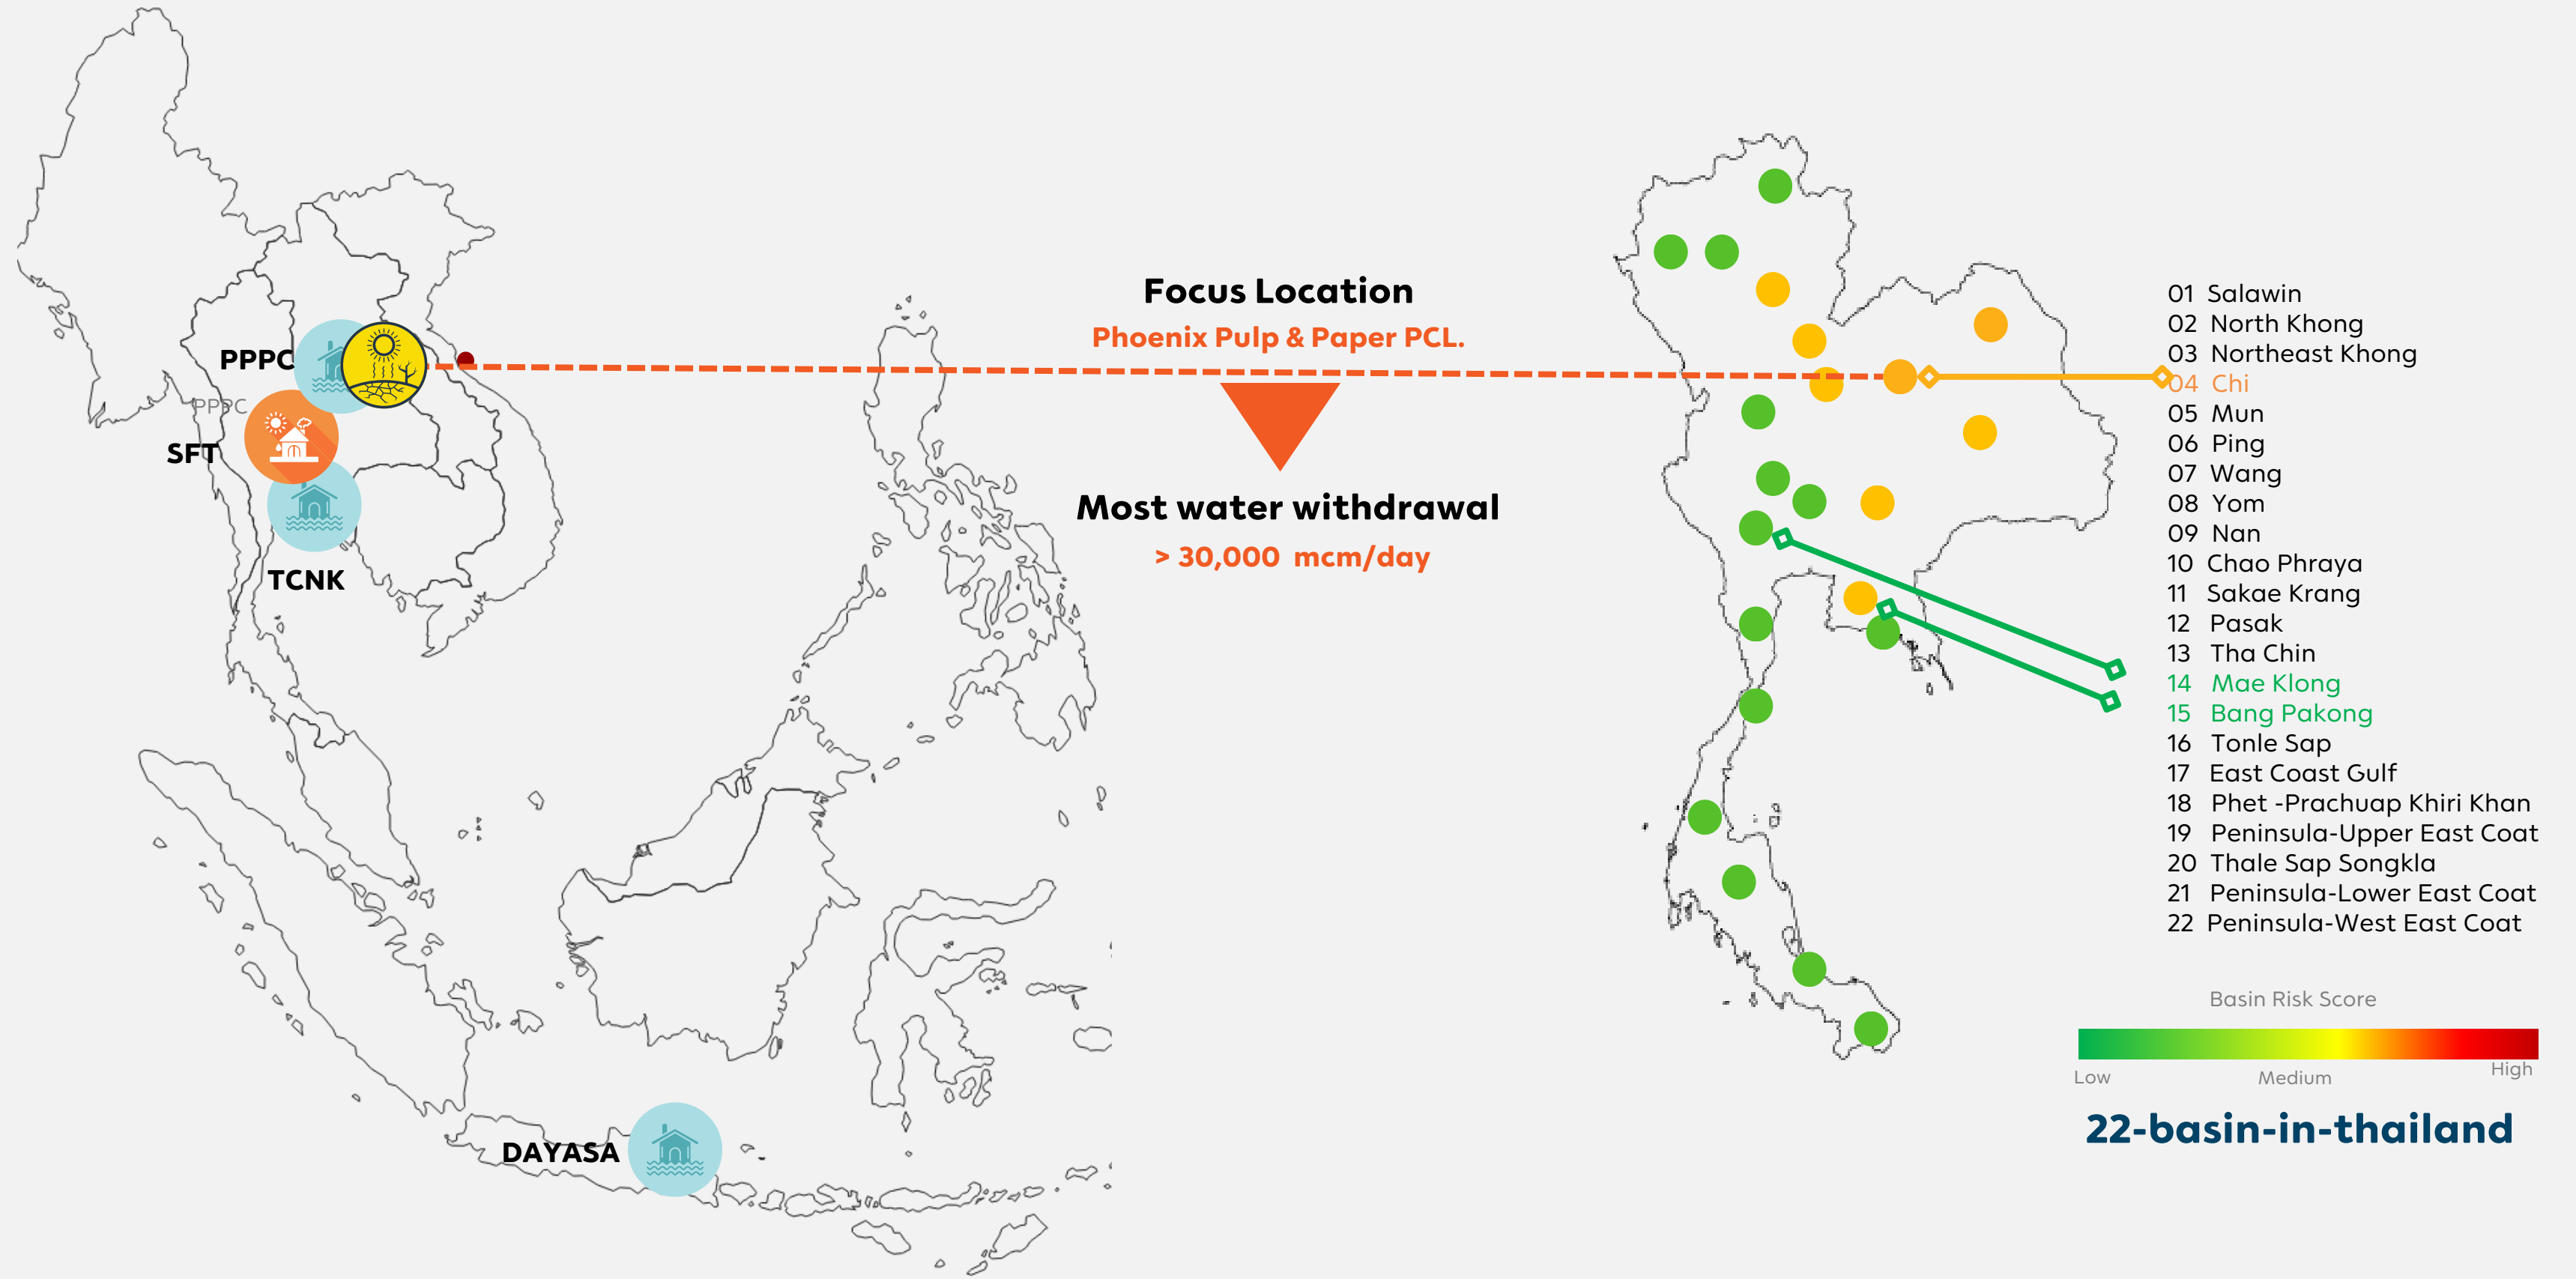 PPPC
PPPC
SFT
TCNK
DAYASA
Focus Location
Phoenix Pulp & Paper PCL.
Most water withdrawal
> 30,000 mcm/day
01 Salawin
02 North Khong
03 Northeast Khong
04 Chi
05 Mun
06 Ping
07 Wang
08 Yom
09 Nan
10 Chao Phraya
11 Sakae Krang
12 Pasak
13 Tha Chin
14 Mae Klong
15 Bang Pakong
16 Tonle Sap
17 East Coast Gulf
18 Phet -Prachuap Khiri Khan
19 Peninsula-Upper East Coat
20 Thale Sap Songkla
21 Peninsula-Lower East Coat
22 Peninsula-West East Coat
Basin Risk Score
Low
Medium
High
22-basin-in-thailand